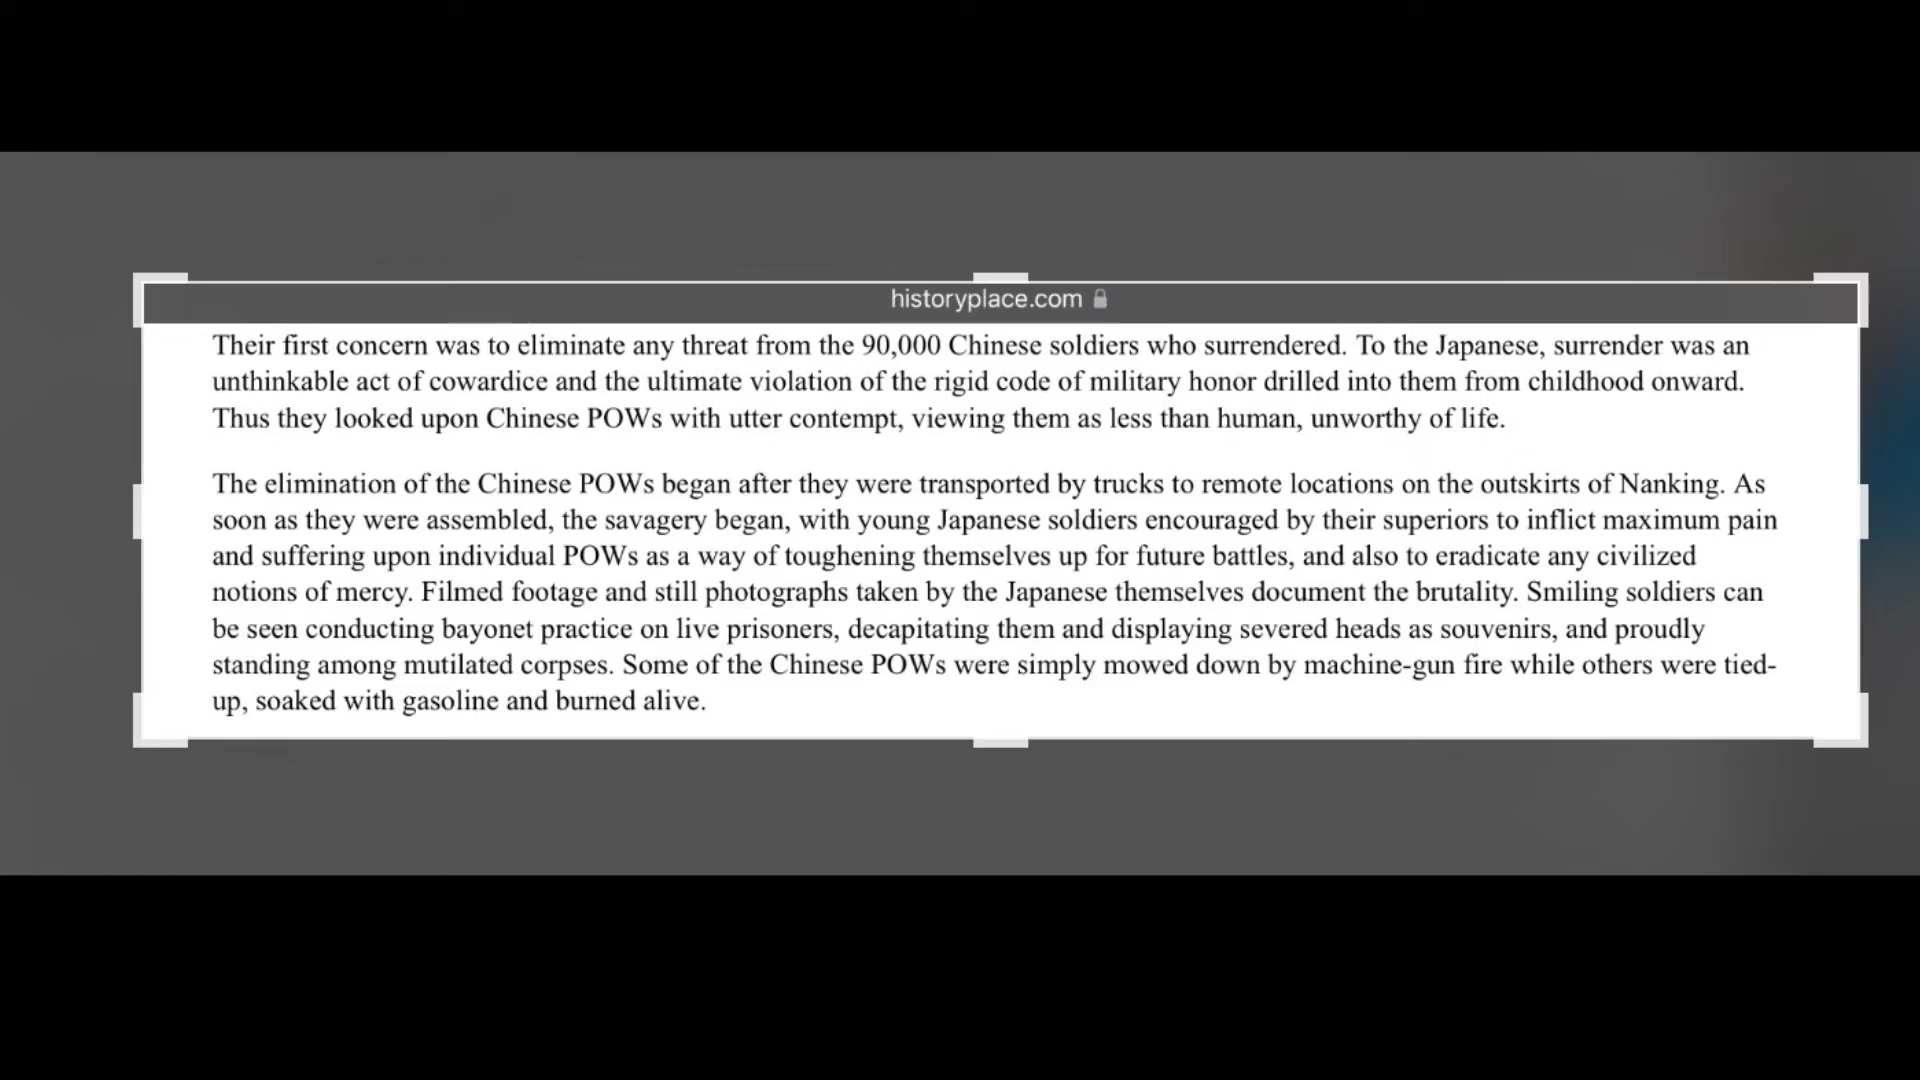 historyplace.com
Their first concern was to eliminate any threat from the 90,000 Chinese soldiers who surrendered. To the Japanese, surrender was an
unthinkable act of cowardice and the ultimate violation of the rigid code of military honor drilled into them from childhood onward.
Thus they looked upon Chinese POWs with utter contempt, viewing them as less than human, unworthy of life.
The elimination of the Chinese POWs began after they were transported by trucks to remote locations on the outskirts of Nanking. As
soon as they were assembled, the savagery began, with young Japanese soldiers encouraged by their superiors to inflict maximum pain
and suffering upon individual POWs as a way of toughening themselves up for future battles, and also to eradicate any civilized
notions of mercy. Filmed footage and still photographs taken by the Japanese themselves document the brutality. Smiling soldiers can
be seen conducting bayonet practice on live prisoners, decapitating them and displaying severed heads as souvenirs, and proudly
standing among mutilated corpses. Some of the Chinese POWs were simply mowed down by machine-gun fire while others were tied-
up, soaked with gasoline and burned alive.